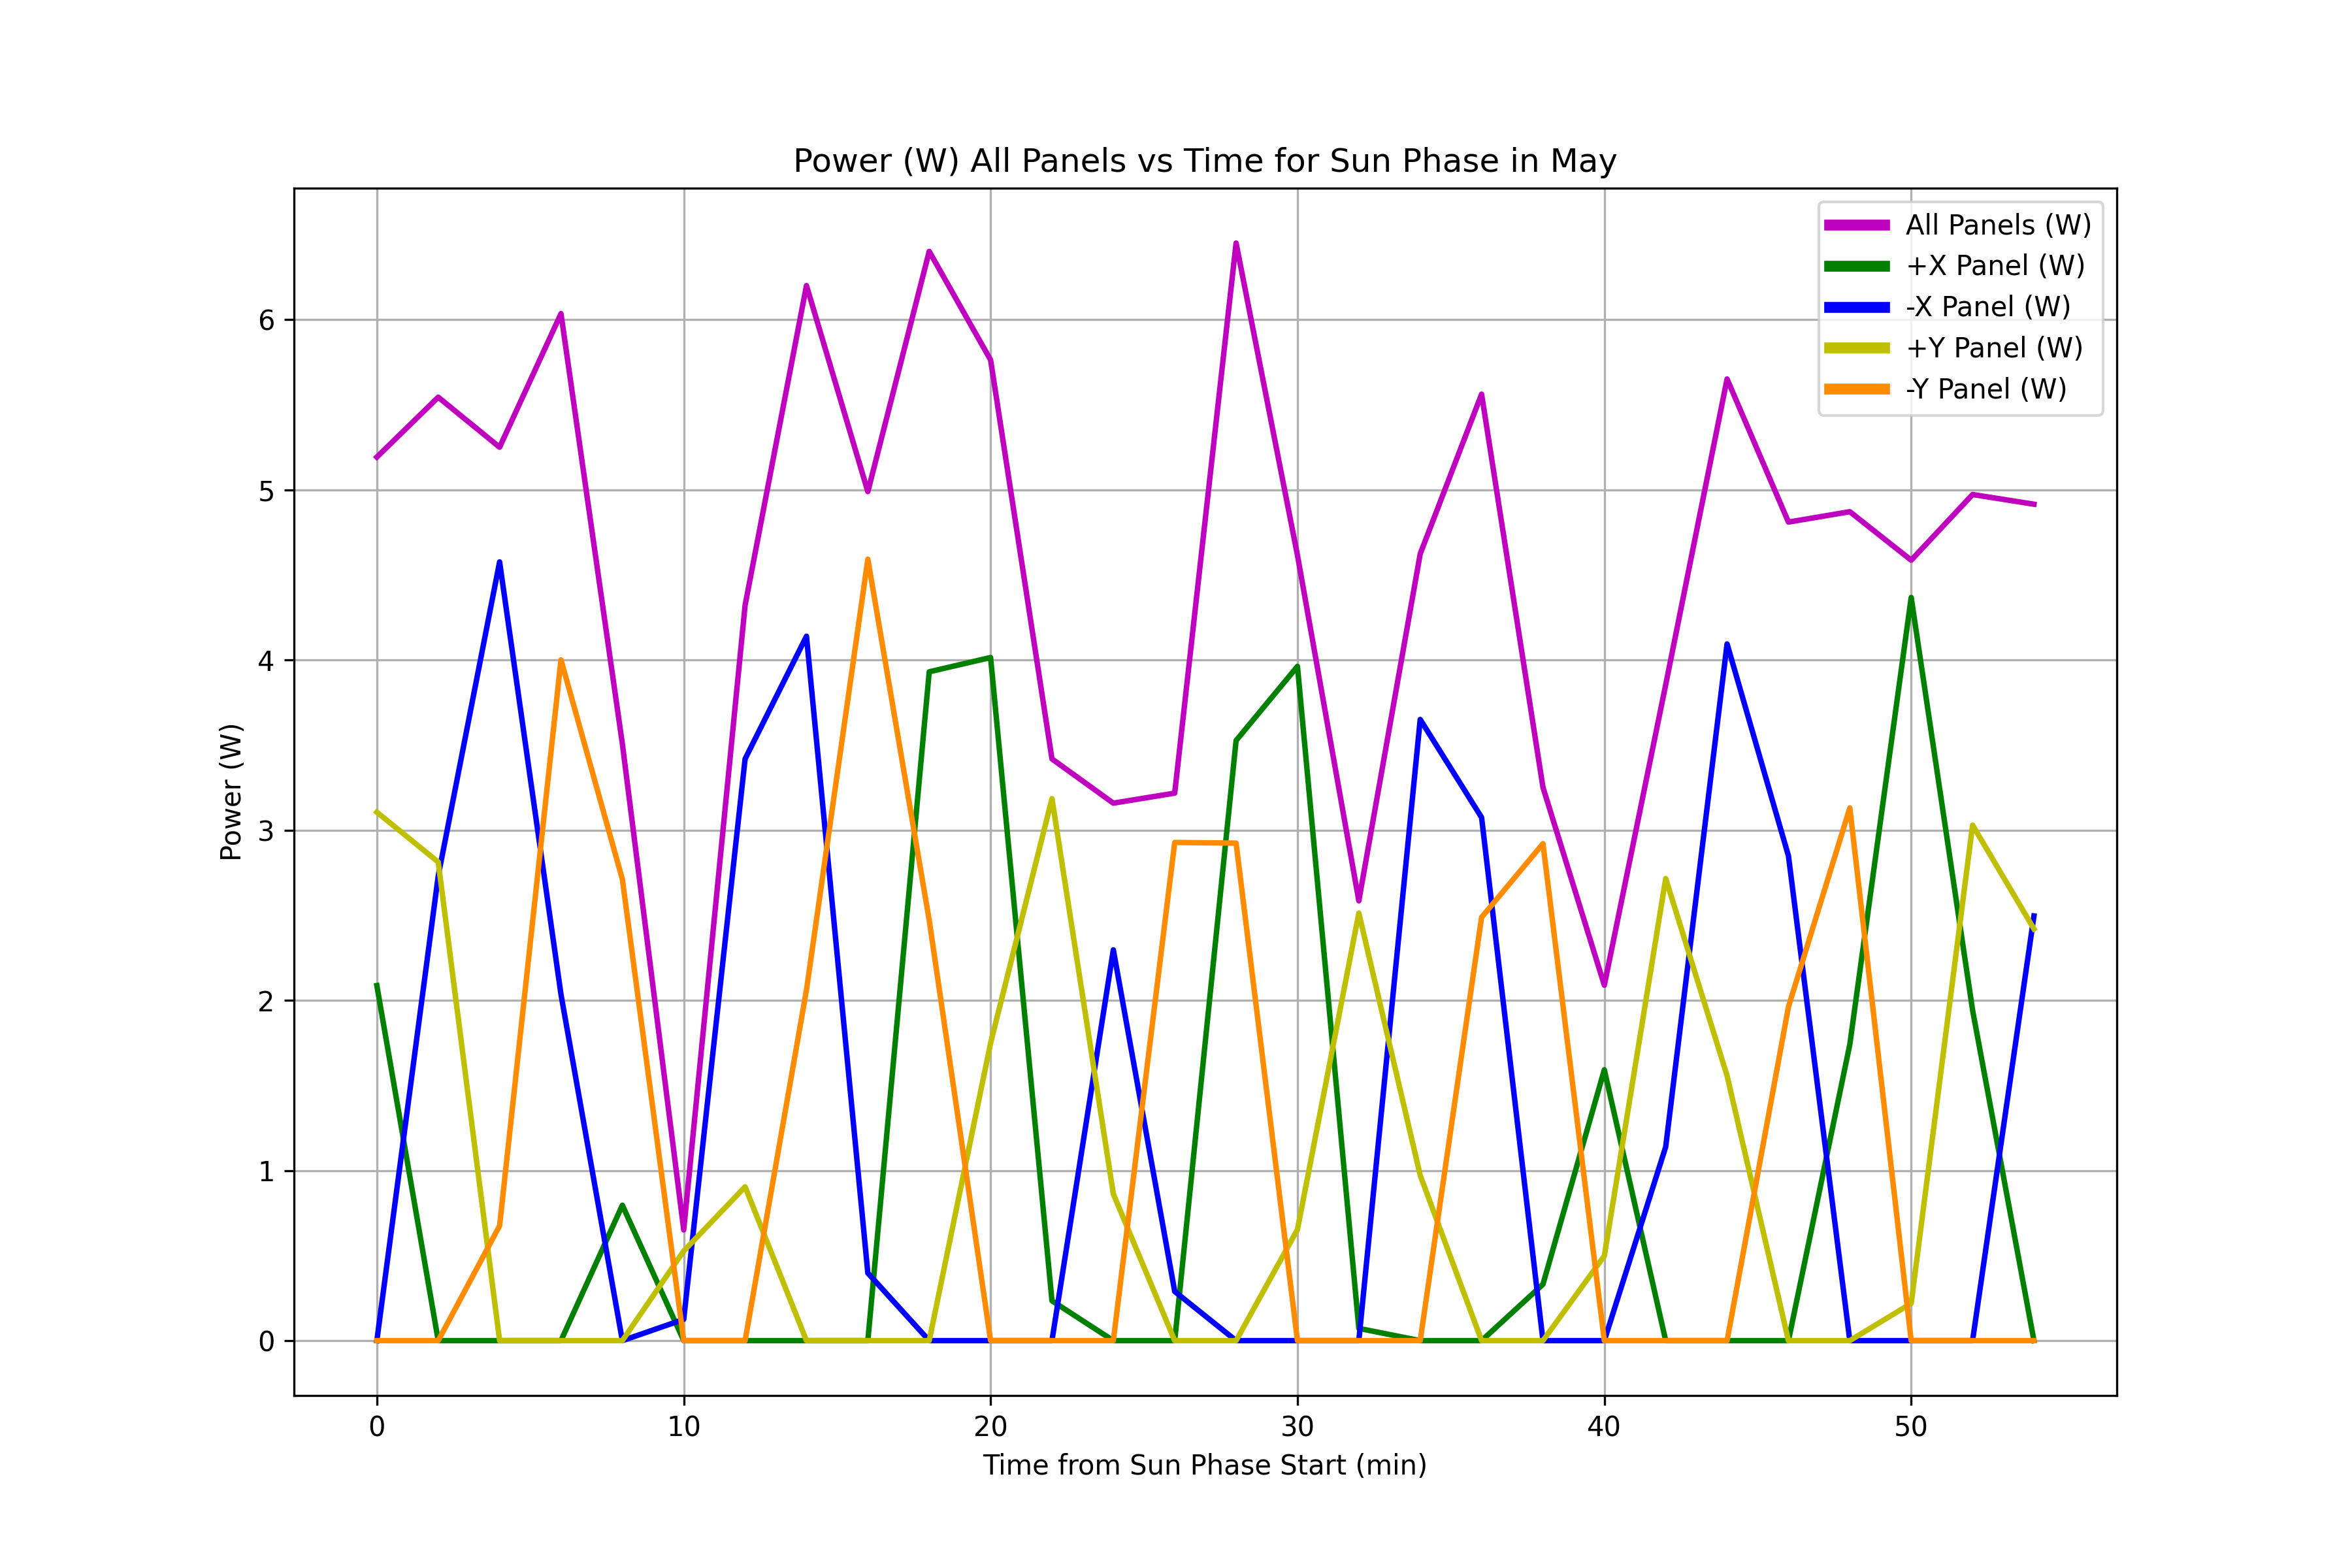 Power (W) All Panels vs Time for Sun Phase in May
All Panels (W)
+X Panel (W)
-X Panel (W)
+Y Panel (W)
-Y Panel (W)
Power (W)
6
5
4
3
2
1
0
0 10 20 30 40 50
Time from Sun Phase Start (min)